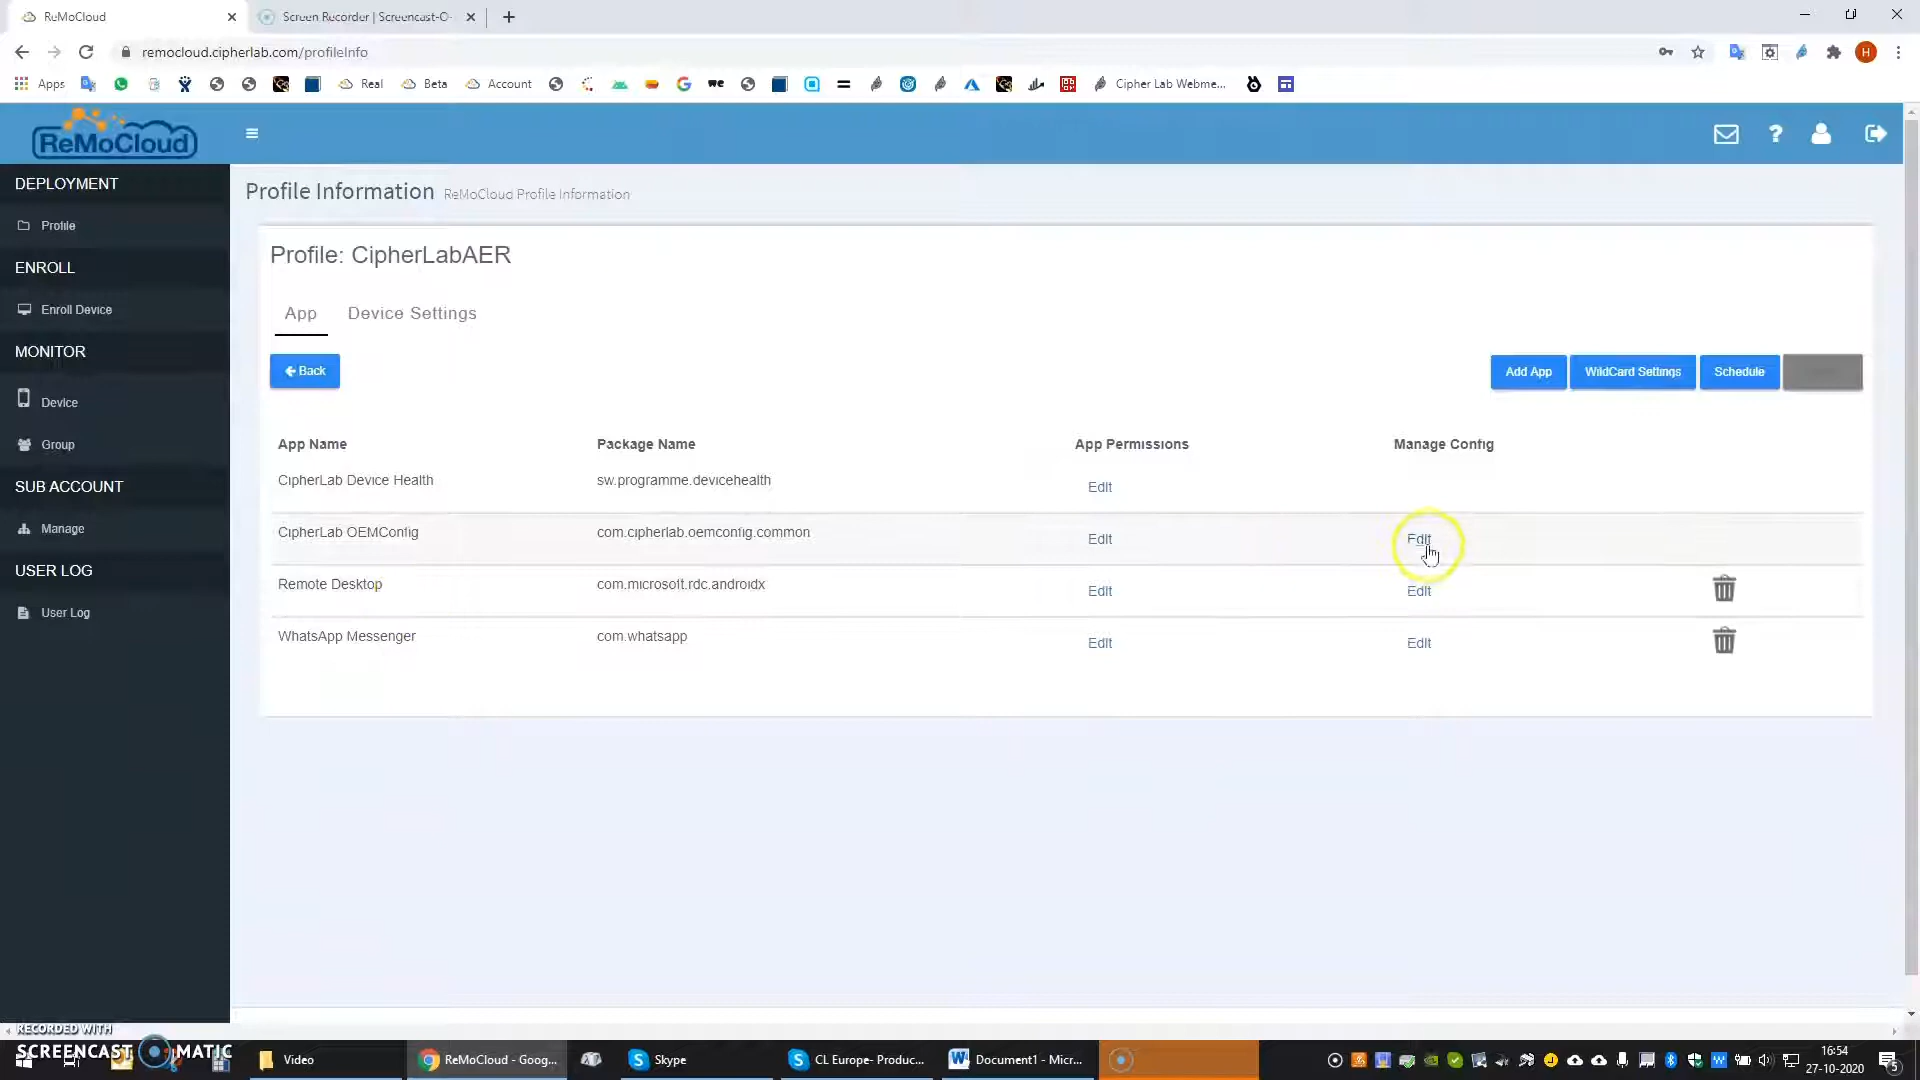 ReMoCloud
Screen Recorder | Screencast-O-
remocloud.cipherlab.com/profileInfo
H
Apps
Real
Beta
Account
we
Cipher Lab Webme...
ReMoCloud
DEPLOYMENT
Profile
ENROLL
Enroll Device
MONITOR
Device
Group
SUB ACCOUNT
Manage
USER LOG
User Log
Profile Information ReMoCloud Profile Information
Profile: CipherLabAER
App Device Settings
Back
Add App WildCard Settings Schedule
App Name Package Name App Permissions Manage Config
CipherLab Device Health sw.programme.devicehealth Edit
CipherLab OEMConfig com.cipherlab.oemconfig.common Edit Edit
Remote Desktop com.microsoft.rdc.androidx Edit Edit
WhatsApp Messenger com.whatsapp Edit Edit
RECORDED WITH
SCREENCAST MATIC
Video
ReMoCloud - Goog...
Skype
CL Europe- Produc...
Document1 - Micr...
16:54
27-10-2020
5